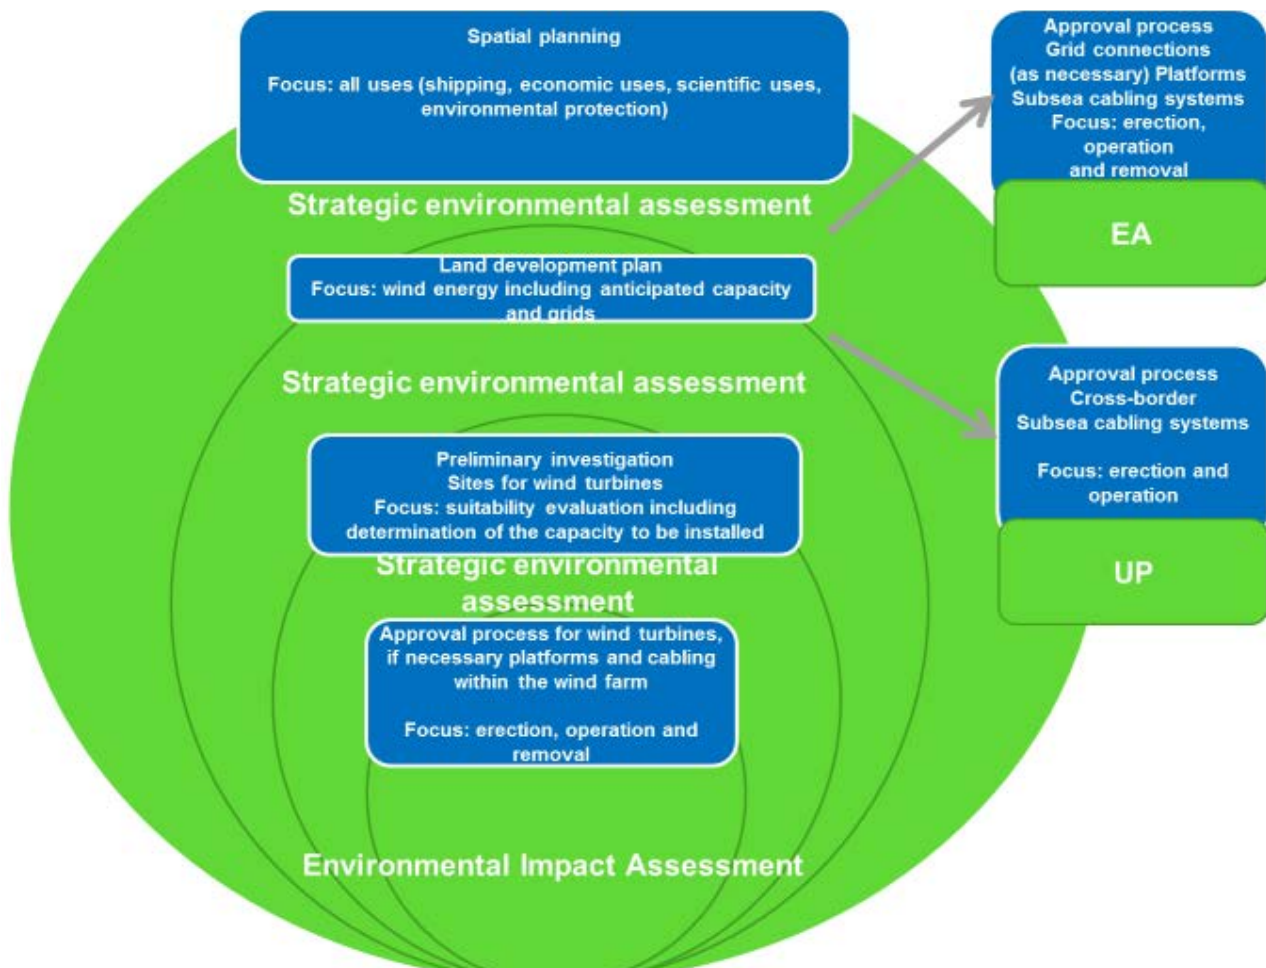 Spatial planning
Focus: all uses (shipping, economic uses, scientific uses,
environmental protection)
Strategic environmental assessment
Land development plan
Focus: wind energy including anticipated capacity
and grids
Strategic environmental assessment
Preliminary investigation
Sites for wind turbines
Focus: suitability evaluation including
determination of the capacity to be installed
Strategic environmental
assessment
Approval process for wind turbines,
if necessary platforms and cabling
within the wind farm
Focus: erection, operation and
removal
Environmental Impact Assessment
Approval process
Grid connections
(as necessary) Platforms
Subsea cabling systems
Focus: erection,
operation
and removal
EA
Approval process
Cross-border
Subsea cabling systems
Focus: erection and
operation
UP